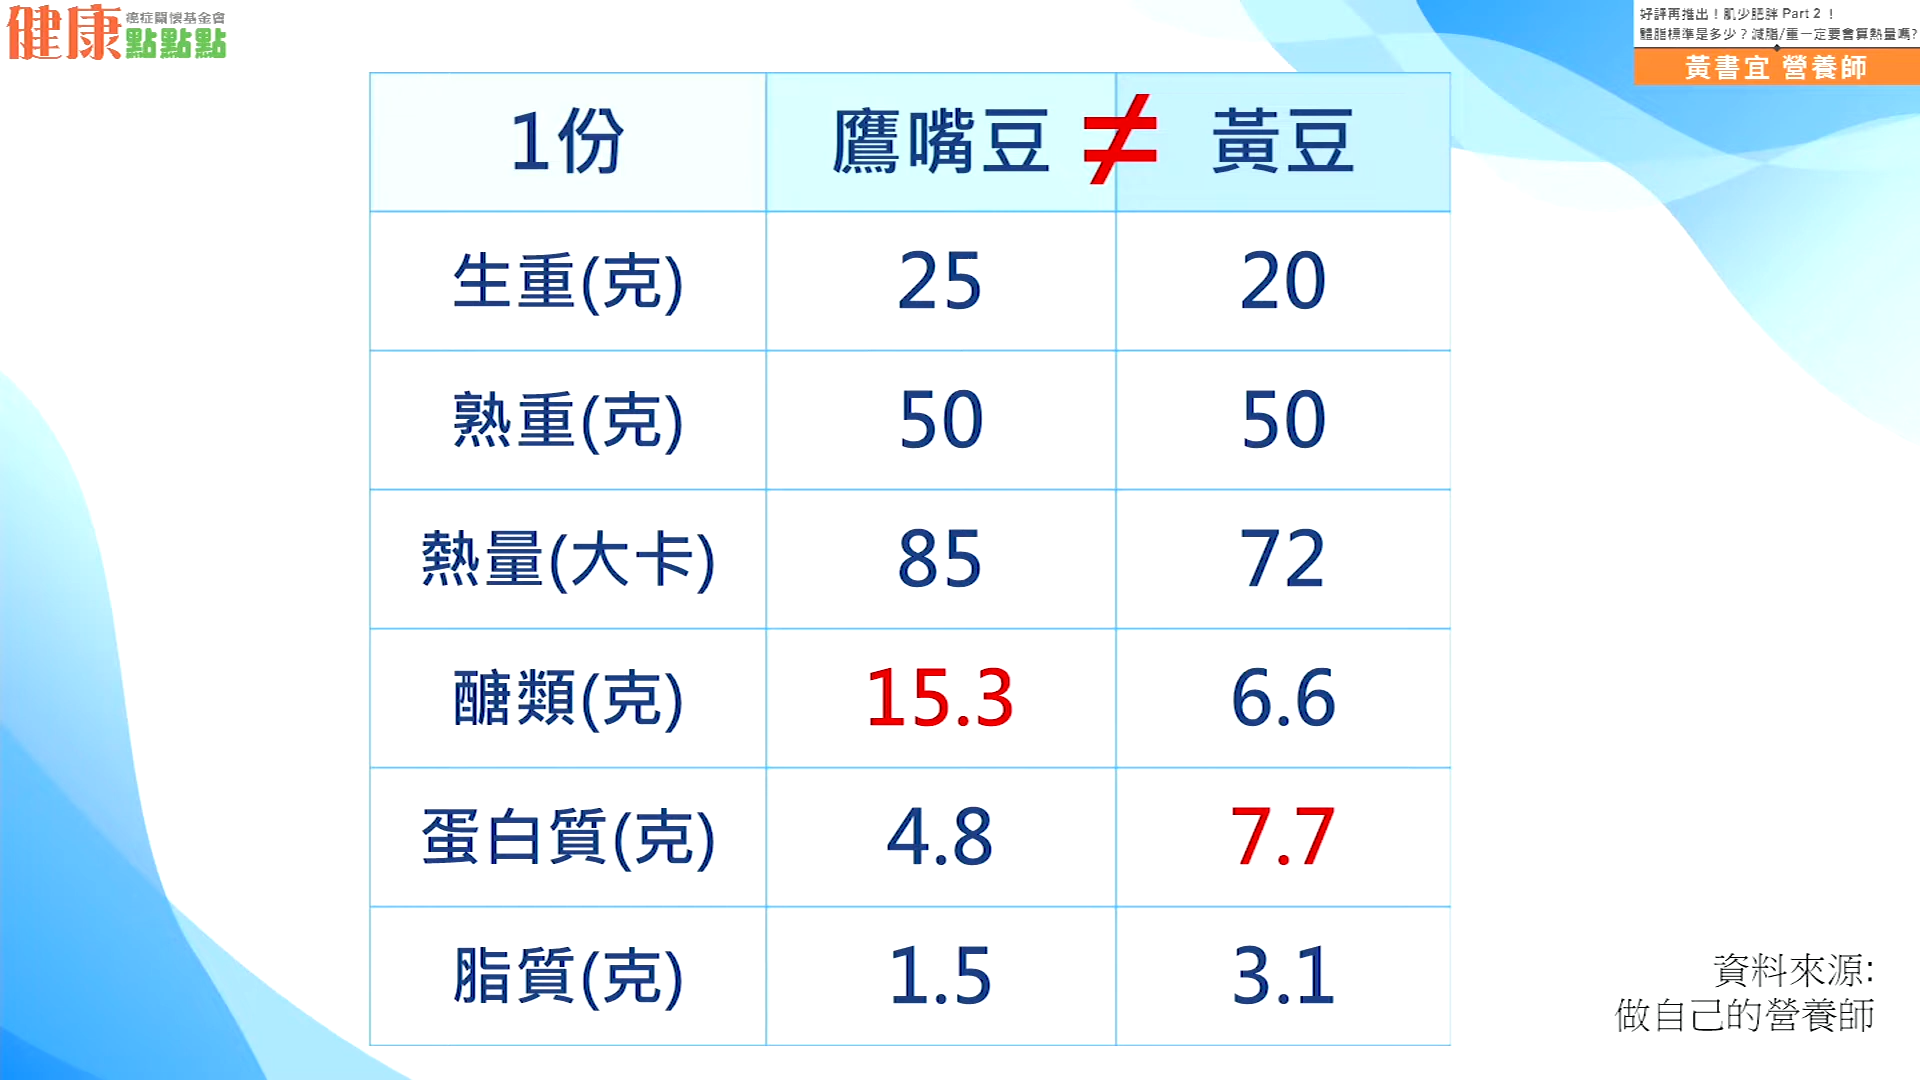 健康
癌症關懷基金會
點點點
好評再推出！肌少肥胖 Part 2 ！
體脂標準是多少？減脂/重一定要會算熱量嗎?
黃書宜 營養師
1份 鷹嘴豆 ≠ 黃豆
生重(克) 25 20
熟重(克) 50 50
熱量(大卡) 85 72
醣類(克) 15.3 6.6
蛋白質(克) 4.8 7.7
脂質(克) 1.5 3.1
資料來源:
做自己的營養師